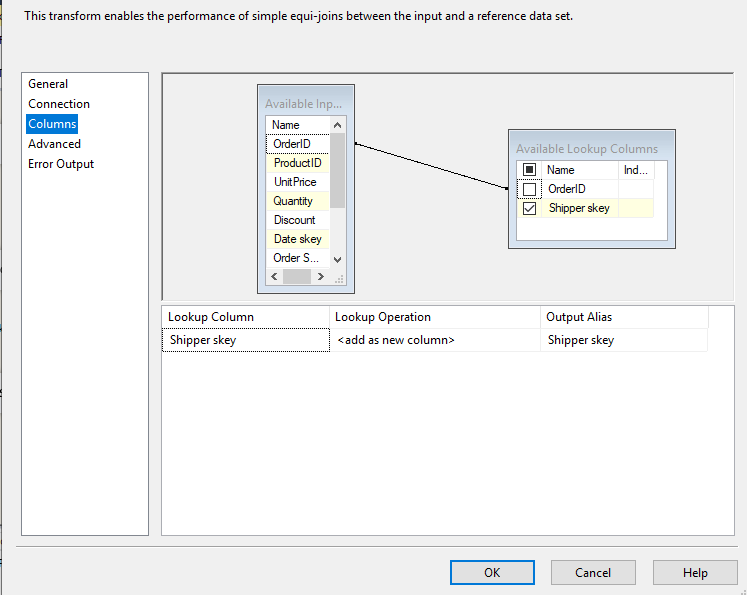 This transform enables the performance of simple equi-joins between the input and a reference data set.
General
Connection
Columns
Advanced
Error Output
Available Inp...
Name
OrderID
ProductID
UnitPrice
Quantity
Discount
Date skey
Order S...
Available Lookup Columns
Name Ind...
OrderID
Shipper skey
Lookup Column Lookup Operation Output Alias
Shipper skey <add as new column> Shipper skey
OK Cancel Help